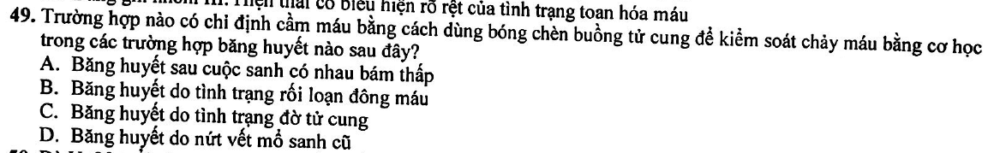 III. Hiện thai có biểu hiện rõ rệt của tình trạng toan hóa máu
49. Trường hợp nào có chỉ định cầm máu bằng cách dùng bóng chèn buồng tử cung để kiểm soát chảy máu bằng cơ học
trong các trường hợp băng huyết nào sau đây?
A. Băng huyết sau cuộc sanh có nhau bám thấp
B. Băng huyết do tình trạng rối loạn đông máu
C. Băng huyết do tình trạng đờ tử cung
D. Băng huyết do nứt vết mổ sanh cũ